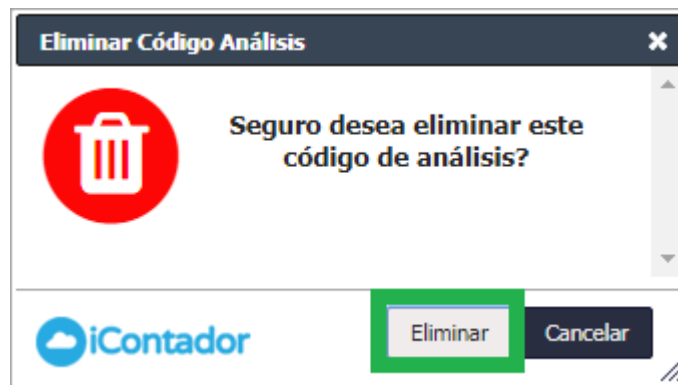 Eliminar Código Análisis
Seguro desea eliminar este
código de análisis?
iContador
Eliminar
Cancelar